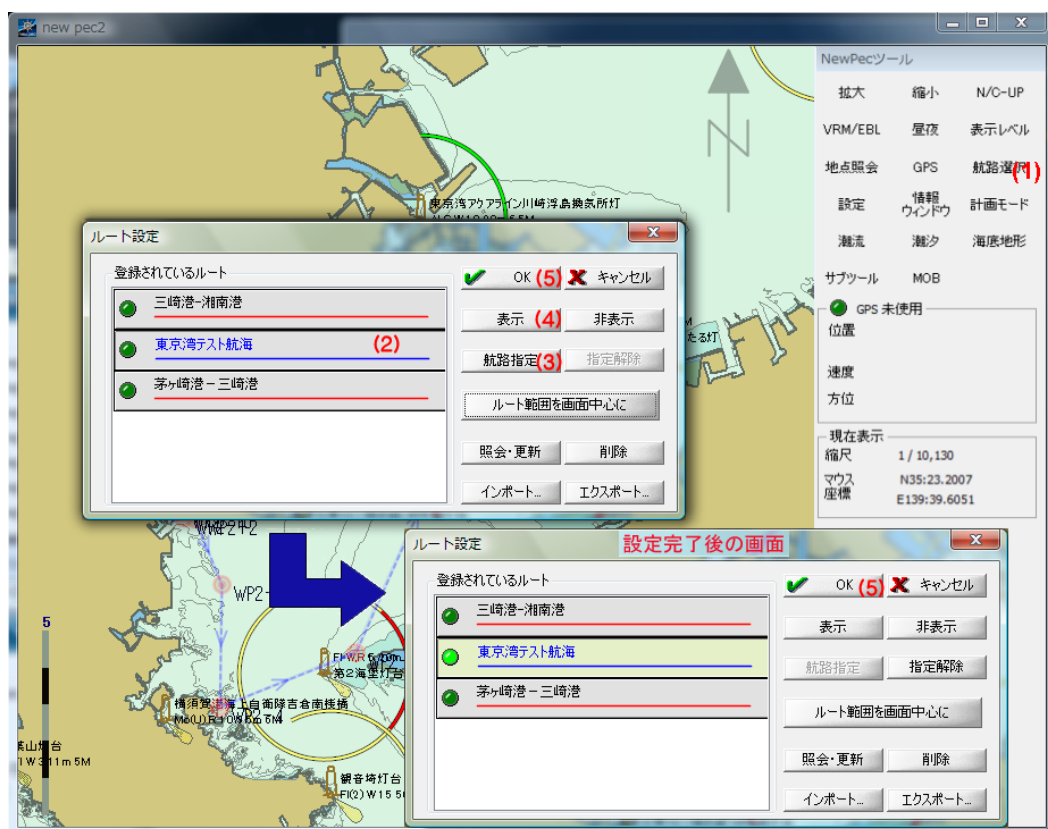 new pec2
NewPecツール
拡大 縮小 N/C-UP
VRM/EBL 昼夜 表示レベル
地点照会 GPS 航路選択 (1)
設定 情報ウィンドウ 計画モード
潮流 潮汐 海底地形
サブツール MOB
GPS 未使用
位置
速度
方位
現在表示
縮尺 1 / 10,130
マウス座標 N35:23.2007
E139:39.6051
N
東京湾アクアライン川崎浮島換気所灯
ルート設定
登録されているルート
三崎港-湘南港
東京湾テスト航海 (2)
茅ヶ崎港 - 三崎港
OK (5) キャンセル
表示 (4) 非表示
航路指定 (3) 指定解除
ルート範囲を画面中心に
照会・更新 削除
インポート... エクスポート...
WP2-
5
第2海堡灯台
横須賀港海上自衛隊吉倉南桟橋
観音埼灯台
Fl(2) W 15
ルート設定
設定完了後の画面
登録されているルート
三崎港-湘南港
東京湾テスト航海
茅ヶ崎港 - 三崎港
OK (5) キャンセル
表示 非表示
航路指定 指定解除
ルート範囲を画面中心に
照会・更新 削除
インポート... エクスポート...